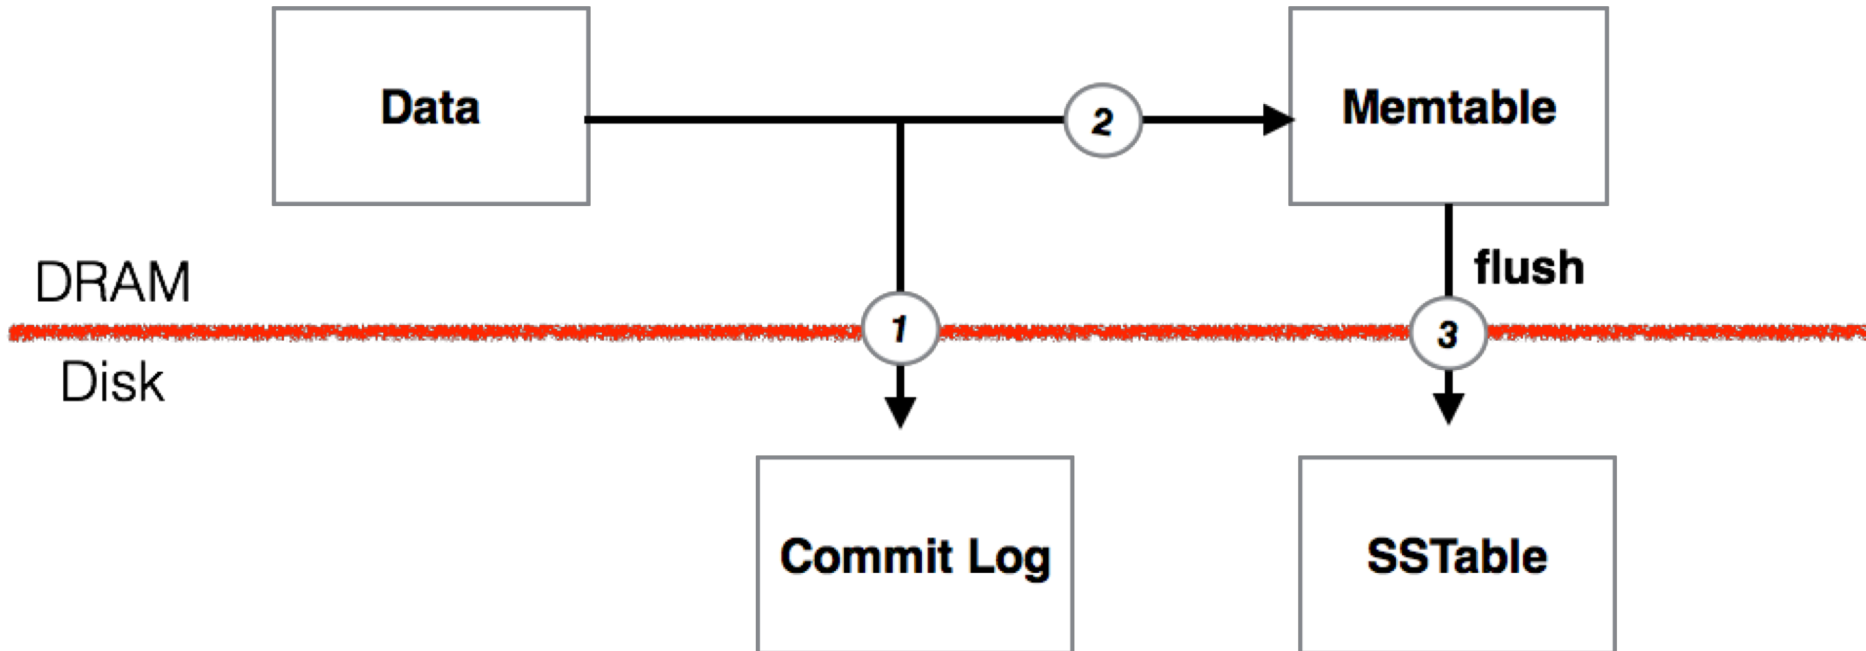 Data
2
Memtable
DRAM
flush
1
3
Disk
Commit Log
SSTable